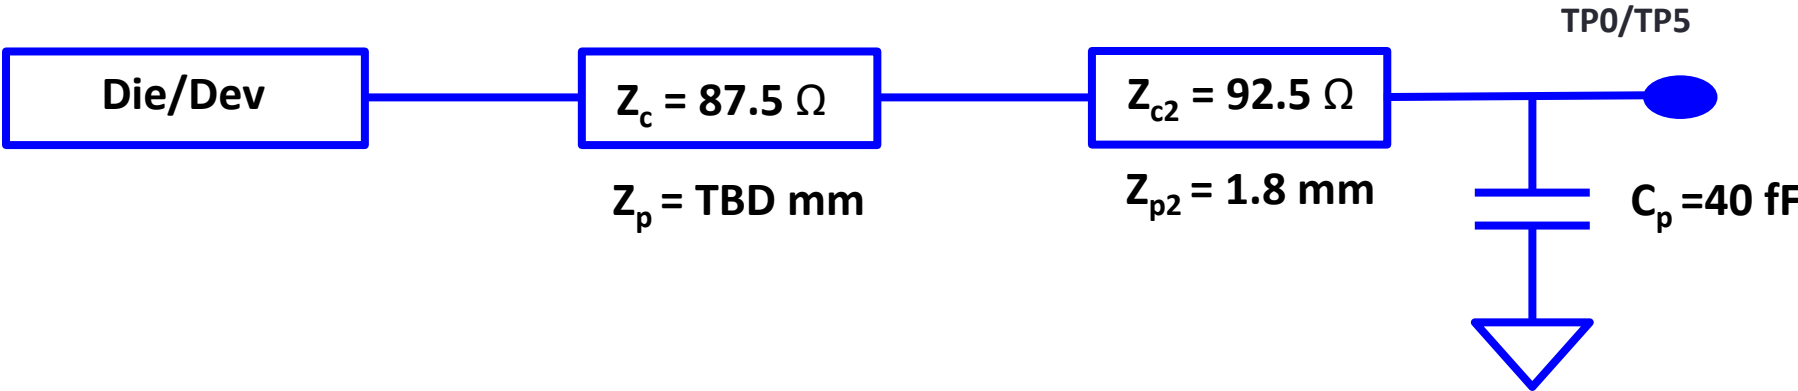 TP0/TP5
Die/Dev
Zc = 87.5 Ω
Zc2 = 92.5 Ω
Zp = TBD mm
Zp2 = 1.8 mm
Cp =40 fF